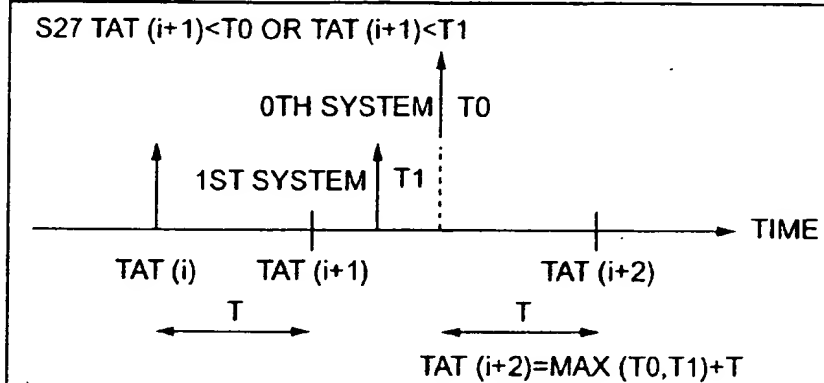 S27 TAT (i+1)<T0 OR TAT (i+1)<T1
0TH SYSTEM T0
1ST SYSTEM T1
TIME
TAT (i) TAT (i+1) TAT (i+2)
T T
TAT (i+2)=MAX (T0,T1)+T